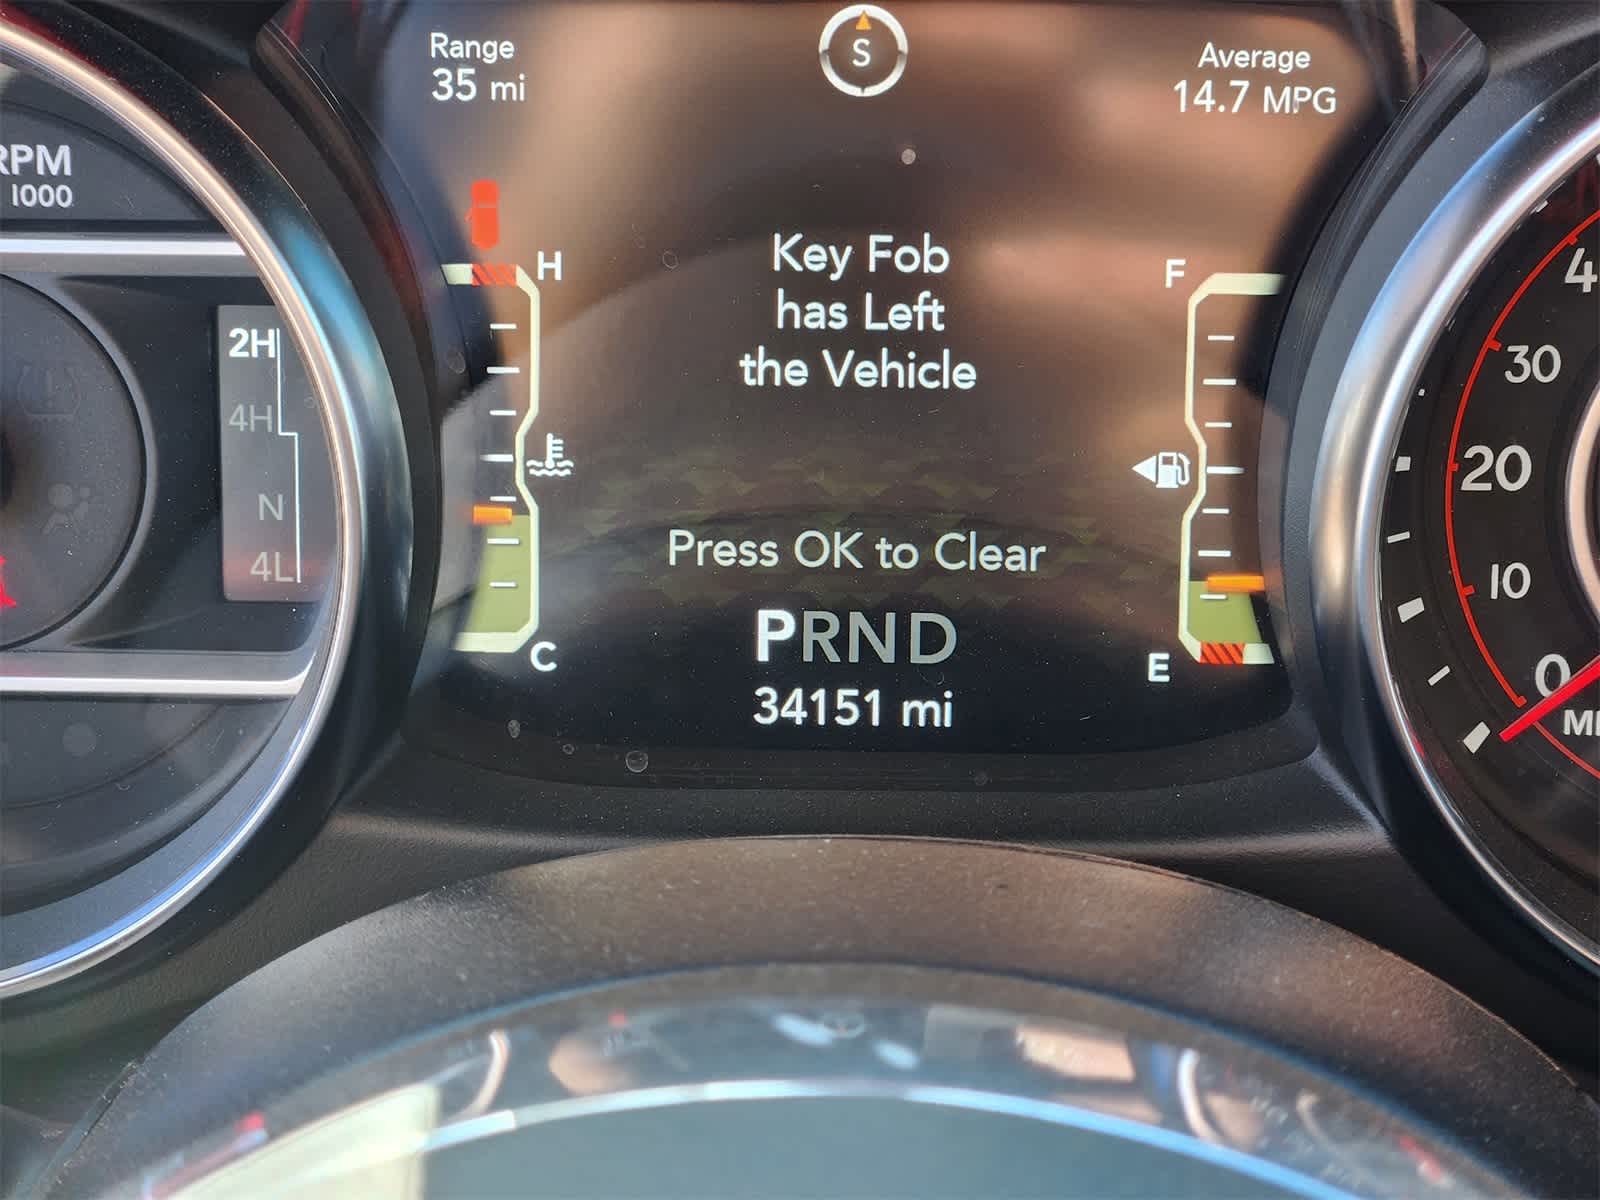 Range
35 mi
S
Average
14.7 MPG
RPM
1000
H
Key Fob
has Left
the Vehicle
F
2H
4H
N
4L
Press OK to Clear
C
PRND
E
34151 mi
4
30
20
10
0